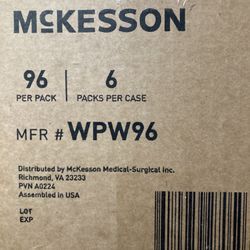 McKESSON
96 | 6
PER PACK PACKS PER CASE
MFR # WPW96
Distributed by McKesson Medical-Surgical Inc.
Richmond, VA 23233
PVN A0224
Assembled in USA
LOT
EXP